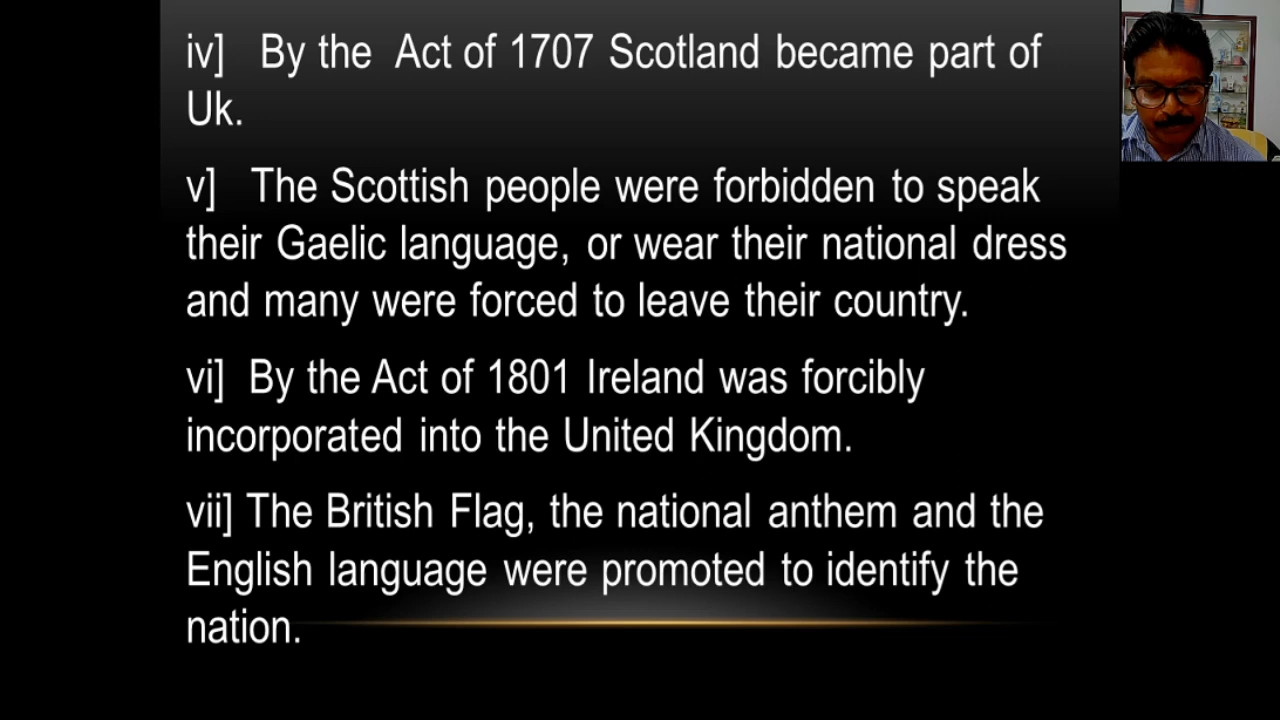 iv] By the Act of 1707 Scotland became part of
Uk.
v] The Scottish people were forbidden to speak
their Gaelic language, or wear their national dress
and many were forced to leave their country.
vi] By the Act of 1801 Ireland was forcibly
incorporated into the United Kingdom.
vii] The British Flag, the national anthem and the
English language were promoted to identify the
nation.